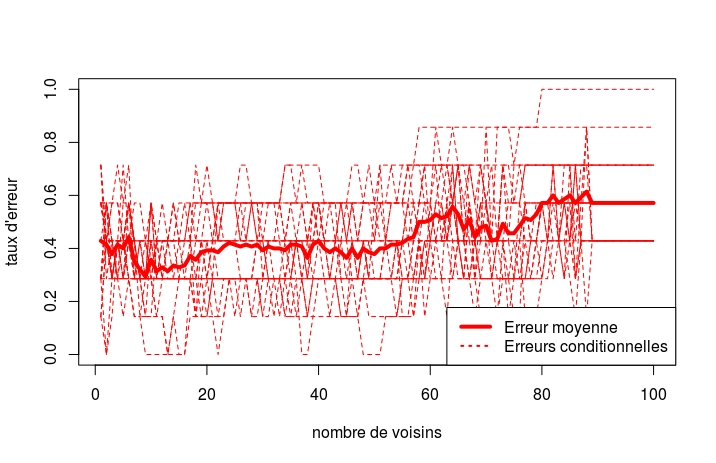 1.0
0.8
0.6
0.4
0.2
0.0
taux d'erreur
Erreur moyenne
Erreurs conditionnelles
0 20 40 60 80 100
nombre de voisins